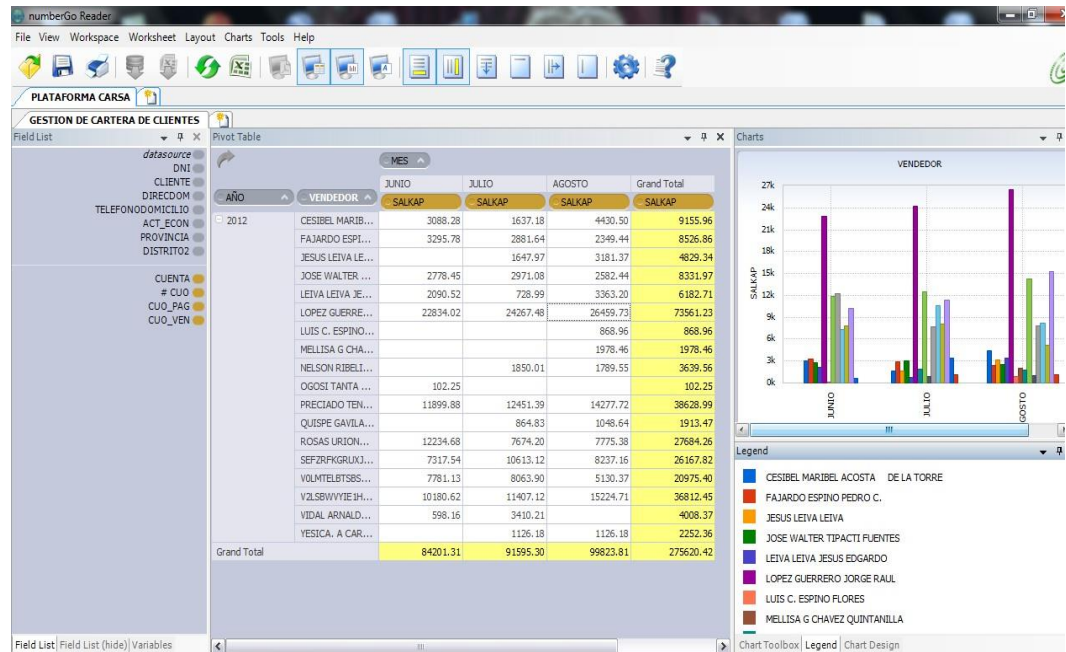 numberGo Reader
File View Workspace Worksheet Layout Charts Tools Help
PLATAFORMA CARSA
GESTION DE CARTERA DE CLIENTES
Field List
datasource
DNI
CLIENTE
DIRECDOM
TELEFONODOMICILIO
ACT_ECON
PROVINCIA
DISTRITO2
CUENTA
# CUO
CUO_PAG
CUO_VEN
Field List Field List (hide) Variables
Pivot Table
MES
JUNIO JULIO AGOSTO Grand Total
AÑO VENDEDOR SALKAP SALKAP SALKAP SALKAP
2012 CESIBEL MARIB... 3088.28 1637.18 4430.50 9155.96
FAJARDO ESPI... 3295.78 2881.64 2349.44 8526.86
JESUS LEIVA LE... 1647.97 3181.37 4829.34
JOSE WALTER ... 2778.45 2971.08 2582.44 8331.97
LEIVA LEIVA JE... 2090.52 728.99 3363.20 6182.71
LOPEZ GUERRE... 22834.02 24267.48 26459.73 73561.23
LUIS C. ESPINO... 868.96 868.96
MELLISA G CHA... 1978.46 1978.46
NELSON RIBELI... 1850.01 1789.55 3639.56
OGOSI TANTA ... 102.25 102.25
PRECIADO TEN... 11899.88 12451.39 14277.72 38628.99
QUISPE GAVILA... 864.83 1048.64 1913.47
ROSAS URION... 12234.68 7674.20 7775.38 27684.26
SEFZRFKGRUXJ... 7317.54 10613.12 8237.16 26167.82
V0LMTELBTSBS... 7781.13 8063.90 5130.37 20975.40
V2LSBWVYIE1H... 10180.62 11407.12 15224.71 36812.45
VIDAL ARNALD... 598.16 3410.21 4008.37
YESICA. A CAR... 1126.18 1126.18 2252.36
Grand Total 84201.31 91595.30 99823.81 275620.42
Charts
VENDEDOR
SALKAP
27k
24k
21k
18k
15k
12k
9k
6k
3k
0k
JUNIO
JULIO
GOSTO
Legend
CESIBEL MARIBEL ACOSTA DE LA TORRE
FAJARDO ESPINO PEDRO C.
JESUS LEIVA LEIVA
JOSE WALTER TIPACTI FUENTES
LEIVA LEIVA JESUS EDGARDO
LOPEZ GUERRERO JORGE RAUL
LUIS C. ESPINO FLORES
MELLISA G CHAVEZ QUINTANILLA
Chart Toolbox Legend Chart Design